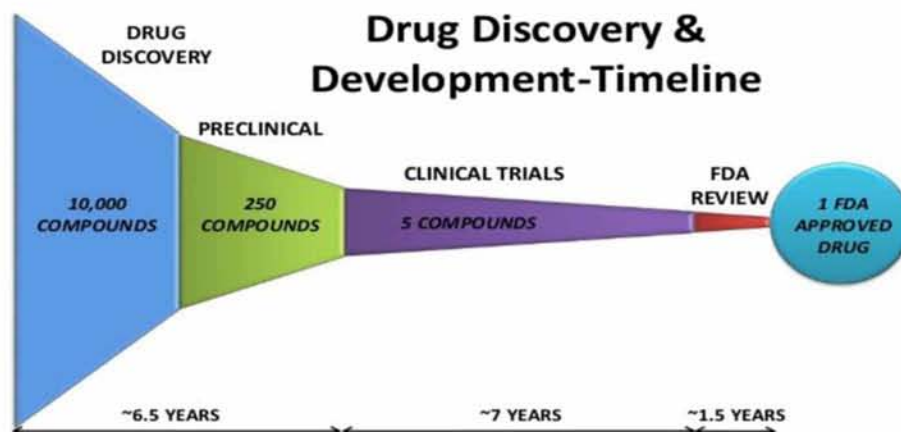 Drug Discovery &
Development-Timeline
DRUG
DISCOVERY
PRECLINICAL
CLINICAL TRIALS
FDA
REVIEW
10,000
COMPOUNDS
250
COMPOUNDS
5 COMPOUNDS
1 FDA
APPROVED
DRUG
~6.5 YEARS
~7 YEARS
~1.5 YEARS